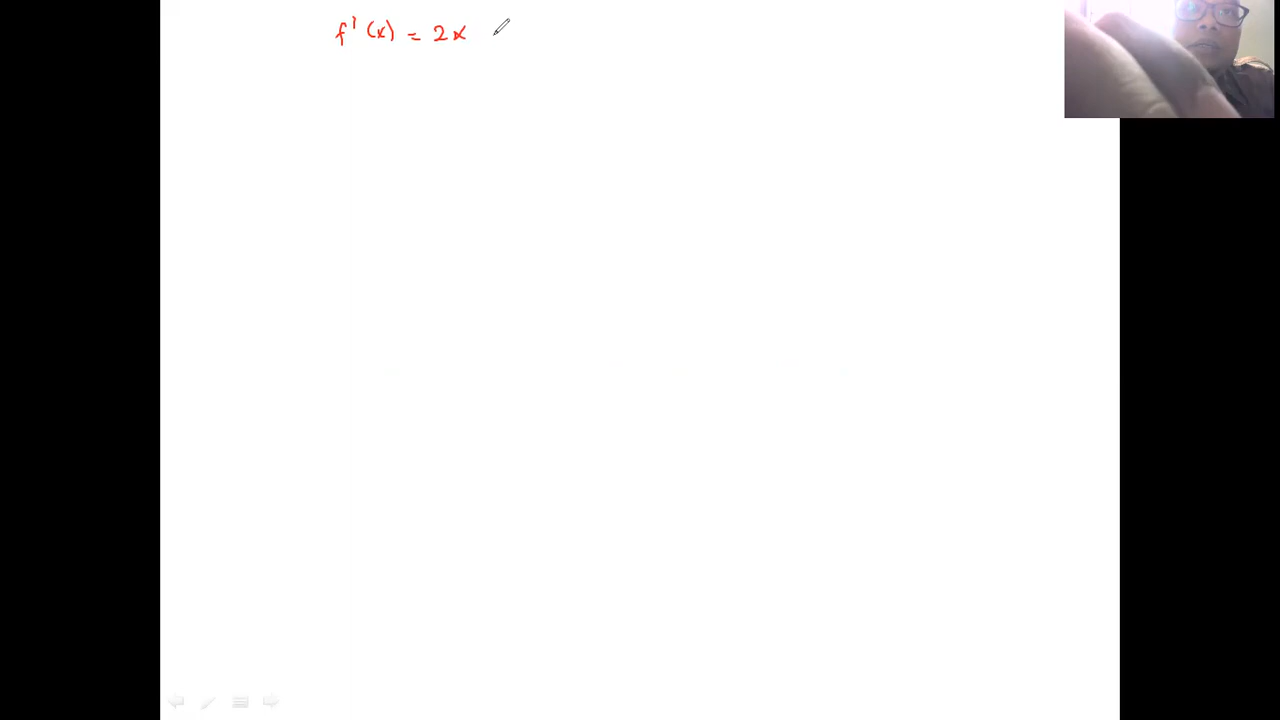 f'(x) = 2x